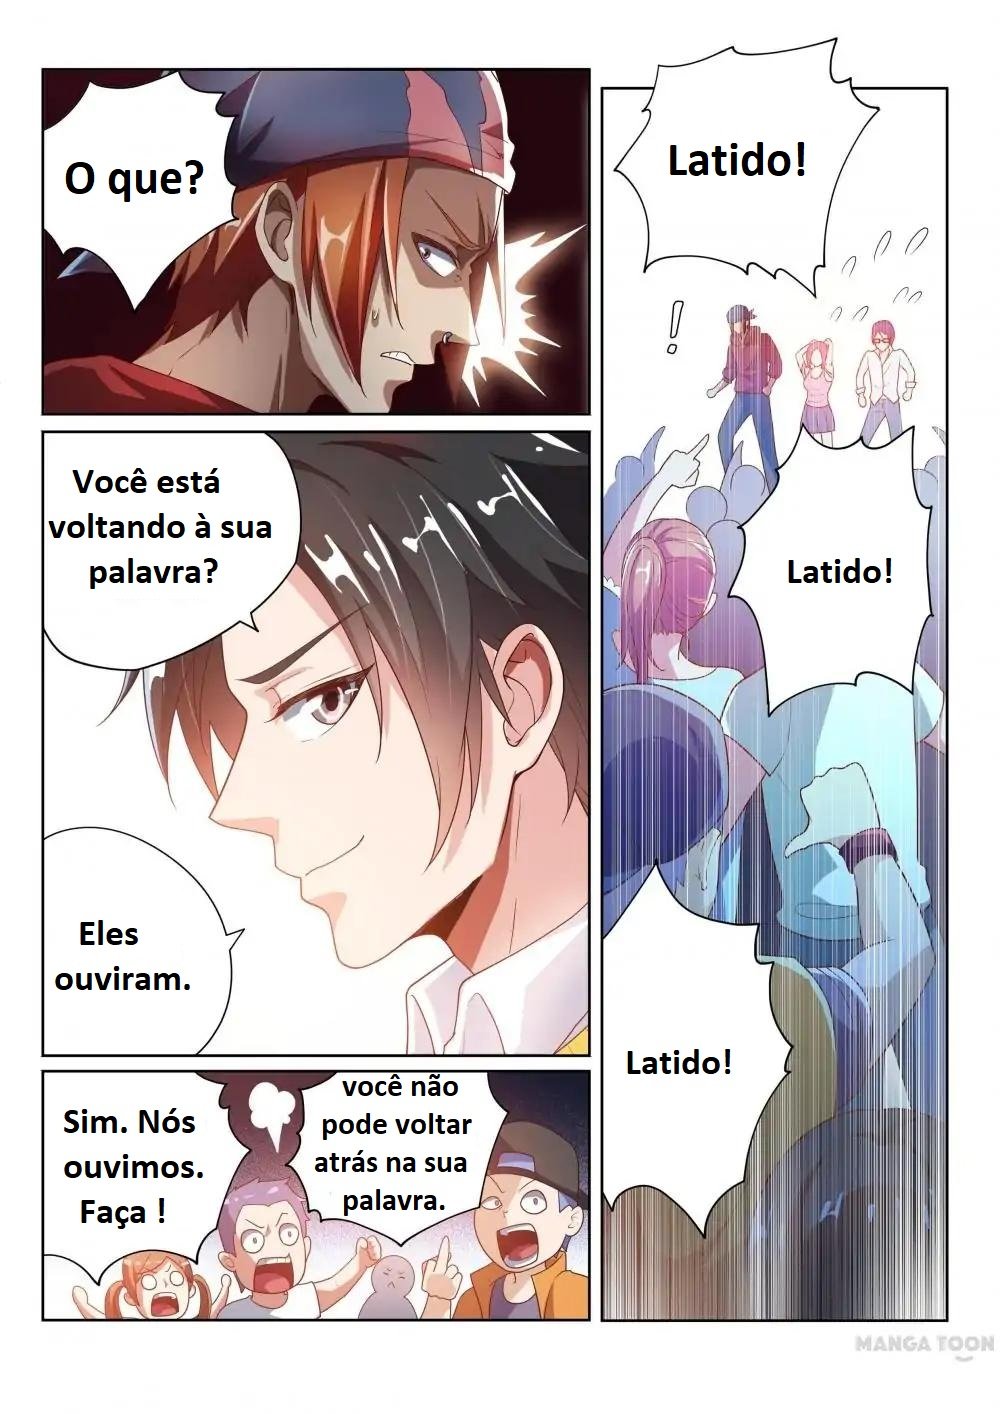 O que?
Você está
voltando à sua
palavra?
Eles
ouviram.
Sim. Nós
ouvimos.
Faça !
você não
pode voltar
atrás na sua
palavra.
!
Latido!
Latido!
Latido!
MANGA TOON